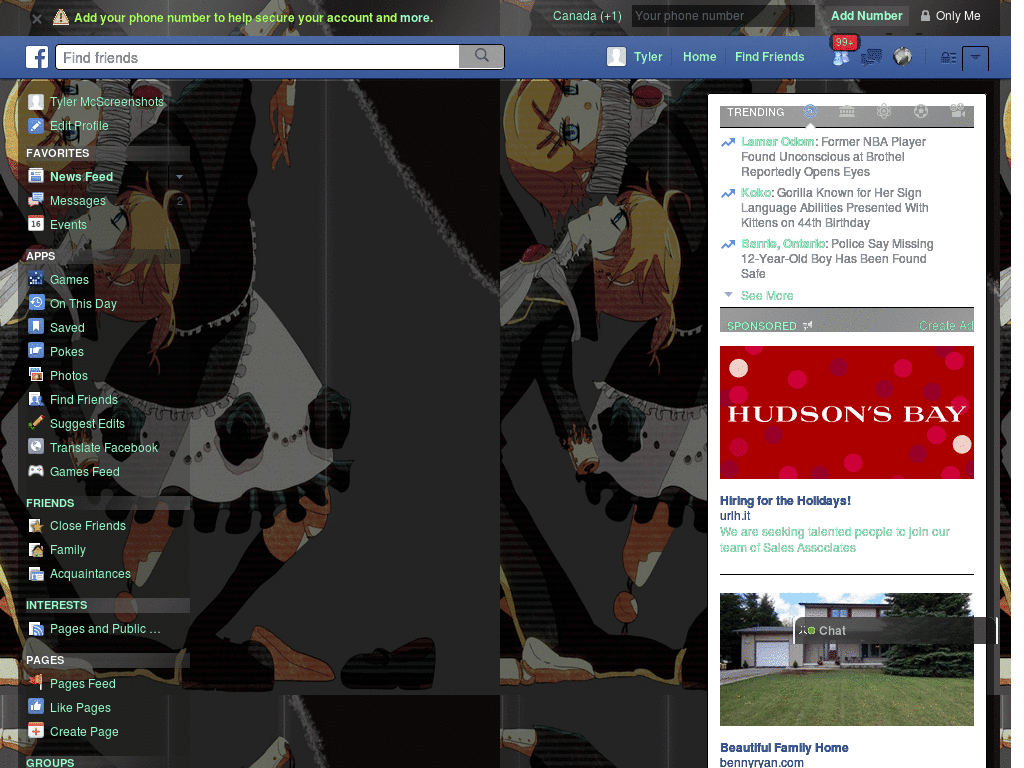 Add your phone number to help secure your account and more.
Canada (+1)
Your phone number
Add Number
Only Me
Find friends
Tyler
Home
Find Friends
99+
Tyler McScreenshots
Edit Profile
FAVORITES
News Feed
Messages
2
16
Events
APPS
Games
On This Day
Saved
Pokes
Photos
Find Friends
Suggest Edits
Translate Facebook
Games Feed
FRIENDS
Close Friends
Family
Acquaintances
INTERESTS
Pages and Public ...
PAGES
Pages Feed
Like Pages
Create Page
GROUPS
TRENDING
Lamar Odom: Former NBA Player
Found Unconscious at Brothel
Reportedly Opens Eyes
Koko: Gorilla Known for Her Sign
Language Abilities Presented With
Kittens on 44th Birthday
Barrie, Ontario: Police Say Missing
12-Year-Old Boy Has Been Found
Safe
See More
SPONSORED
Create Ad
HUDSON'S BAY
Hiring for the Holidays!
urlh.it
We are seeking talented people to join our
team of Sales Associates
Chat
Beautiful Family Home
bennyryan.com